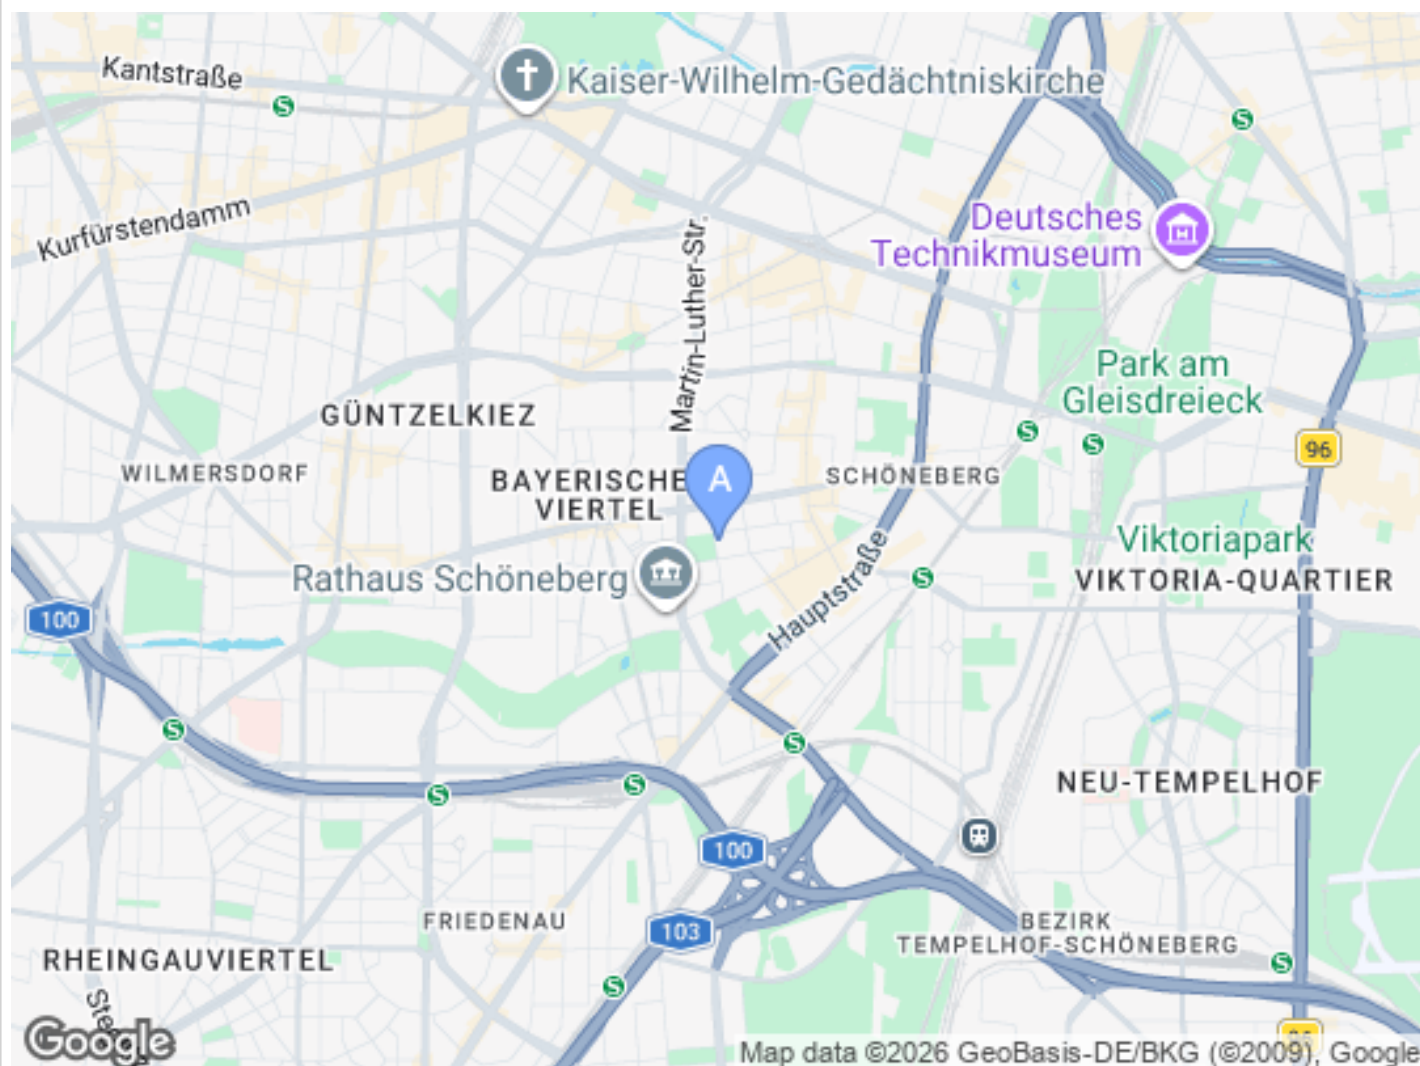 Kantstraße
Kaiser-Wilhelm-Gedächtniskirche
Kurfürstendamm
Martin-Luther-Str.
Deutsches
Technikmuseum
Park am
Gleisdreieck
GÜNTZELKIEZ
96
WILMERSDORF
BAYERISCHE
VIERTEL
A
SCHÖNEBERG
Viktoriapark
VIKTORIA-QUARTIER
Rathaus Schöneberg
Hauptstraße
100
NEU-TEMPELHOF
100
FRIEDENAU
103
BEZIRK
TEMPELHOF-SCHÖNEBERG
RHEINGAUVIERTEL
Google
Map data ©2026 GeoBasis-DE/BKG (©2009), Google